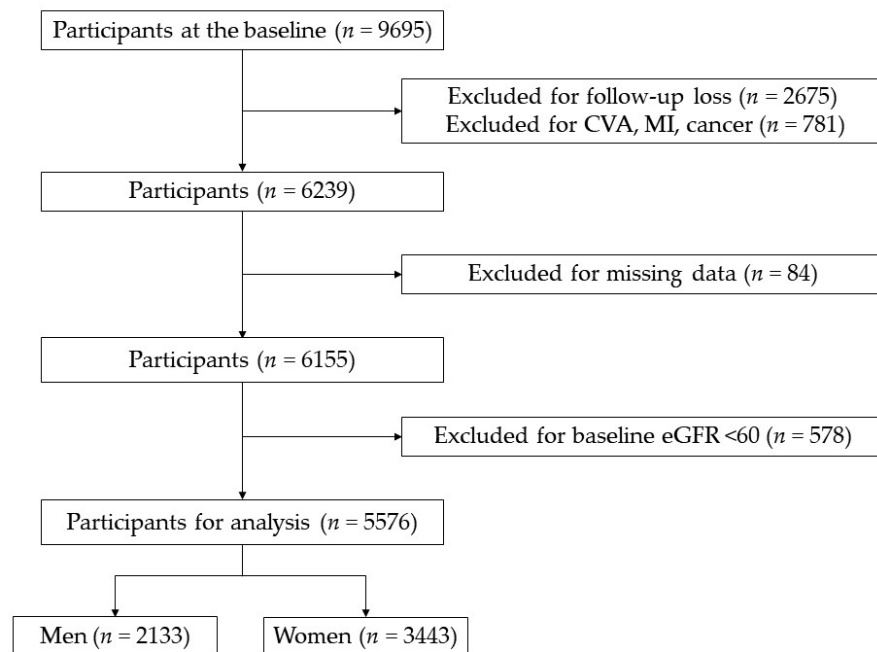 Participants at the baseline (n = 9695)
Excluded for follow-up loss (n = 2675)
Excluded for CVA, MI, cancer (n = 781)
Participants (n = 6239)
Excluded for missing data (n = 84)
Participants (n = 6155)
Excluded for baseline eGFR <60 (n = 578)
Participants for analysis (n = 5576)
Men (n = 2133)
Women (n = 3443)